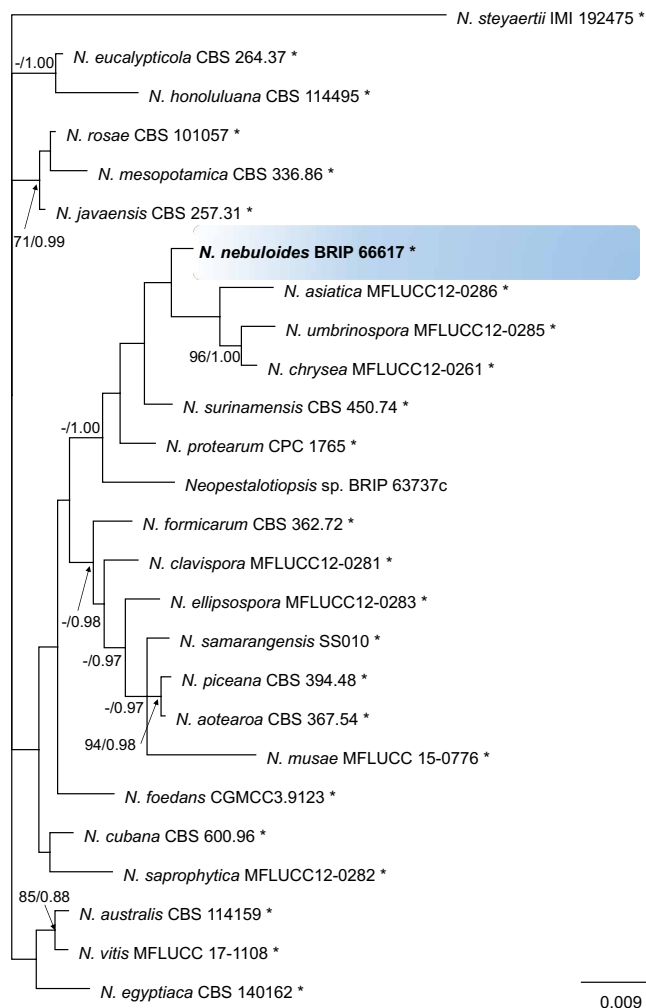 N. steyaertii IMI 192475 *
N. eucalypticola CBS 264.37 *
-/1.00
N. honoluluana CBS 114495 *
N. rosae CBS 101057 *
N. mesopotamica CBS 336.86 *
N. javaensis CBS 257.31 *
71/0.99
N. nebuloides BRIP 66617 *
N. asiatica MFLUCC12-0286 *
N. umbrinospora MFLUCC12-0285 *
96/1.00
N. chrysea MFLUCC12-0261 *
N. surinamensis CBS 450.74 *
-/1.00
N. protearum CPC 1765 *
Neopestalotiopsis sp. BRIP 63737c
N. formicarum CBS 362.72 *
N. clavispora MFLUCC12-0281 *
N. ellipsospora MFLUCC12-0283 *
-/0.98
N. samarangensis SS010 *
-/0.97
N. piceana CBS 394.48 *
-/0.97
N. aotearoa CBS 367.54 *
94/0.98
N. musae MFLUCC 15-0776 *
N. foedans CGMCC3.9123 *
N. cubana CBS 600.96 *
N. saprophytica MFLUCC12-0282 *
85/0.88
N. australis CBS 114159 *
N. vitis MFLUCC 17-1108 *
N. egyptiaca CBS 140162 *
0.009